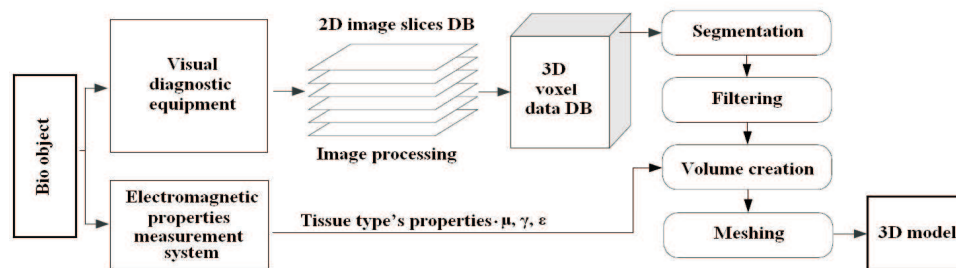 Bio object
Visual
diagnostic
equipment
2D image slices DB
Image processing
3D
voxel
data DB
Segmentation
Filtering
Volume creation
Meshing
3D model
Electromagnetic
properties
measurement
system
Tissue type's properties· μ, γ, ε